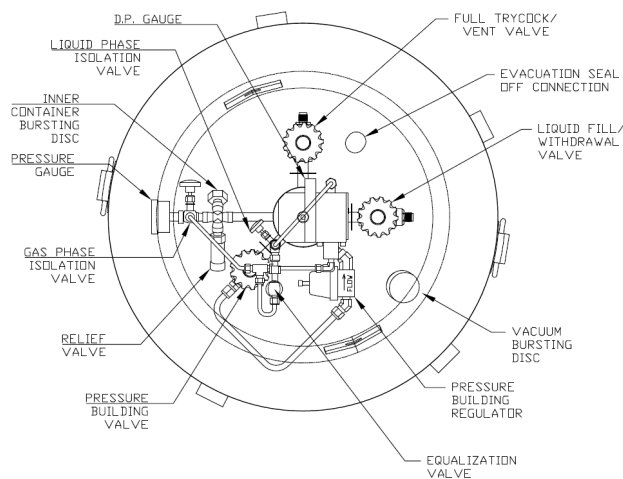 D.P. GAUGE
LIQUID PHASE
ISOLATION
VALVE
INNER
CONTAINER
BURSTING
DISC
PRESSURE
GAUGE
GAS PHASE
ISOLATION
VALVE
RELIEF
VALVE
PRESSURE
BUILDING
VALVE
FULL TRYCOCK/
VENT VALVE
EVACUATION SEAL
OFF CONNECTION
LIQUID FILL/
WITHDRAWAL
VALVE
FLOW
VACUUM
BURSTING
DISC
PRESSURE
BUILDING
REGULATOR
EQUALIZATION
VALVE